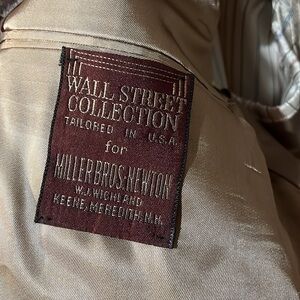 WALL STREET
COLLECTION
TAILORED IN U.S.A.
for
MILLER BROS. NEWTON
W.J. WICHLAND
KEENE, MEREDITH, N.H.